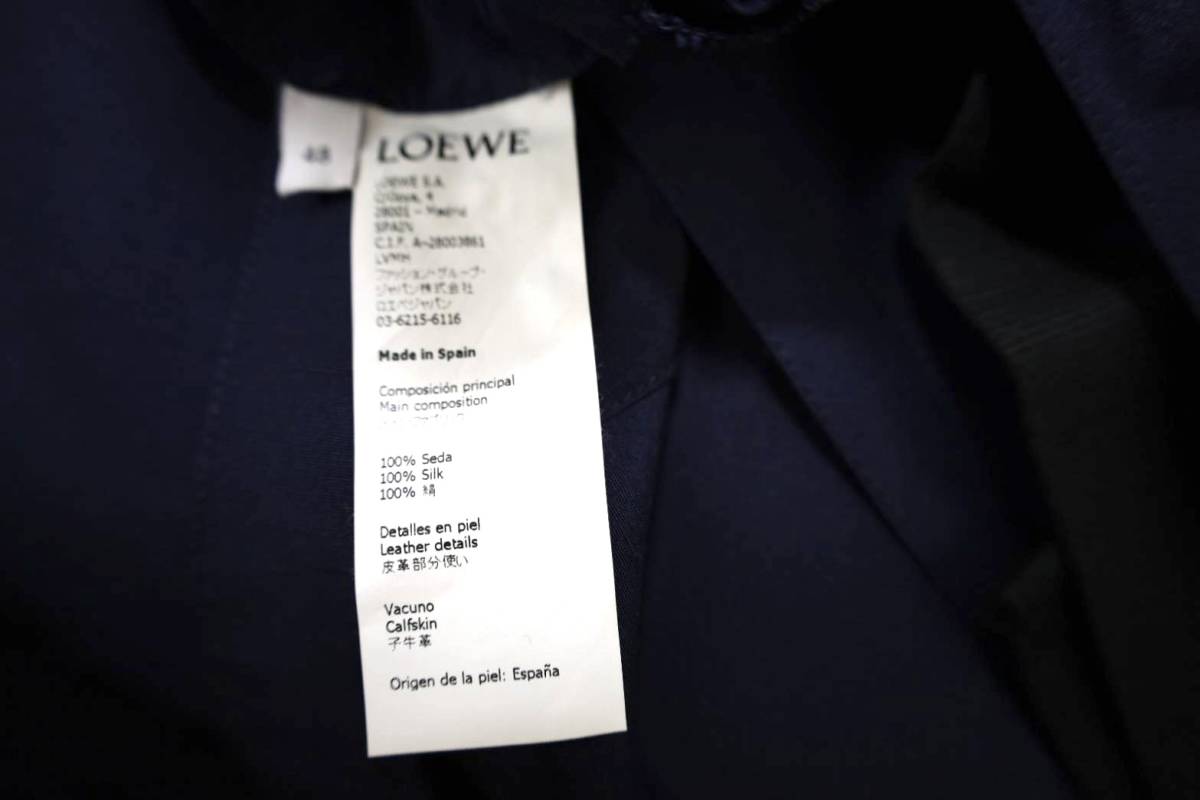 48
LOEWE
LOEWE S.A.
C/Goya, 4
28001 - Madrid
SPAIN
C.I.F. A-28003861
LVMH
ファッション・グループ・
ジャパン株式会社
ロエベジャパン
03-6215-6116
Made in Spain
Composición principal
Main composition
100% Seda
100% Silk
100% 絹
Detalles en piel
Leather details
皮革部分使い
Vacuno
Calfskin
子牛革
Origen de la piel: España